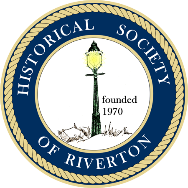 HISTORICAL SOCIETY
OF RIVERTON
founded
1970